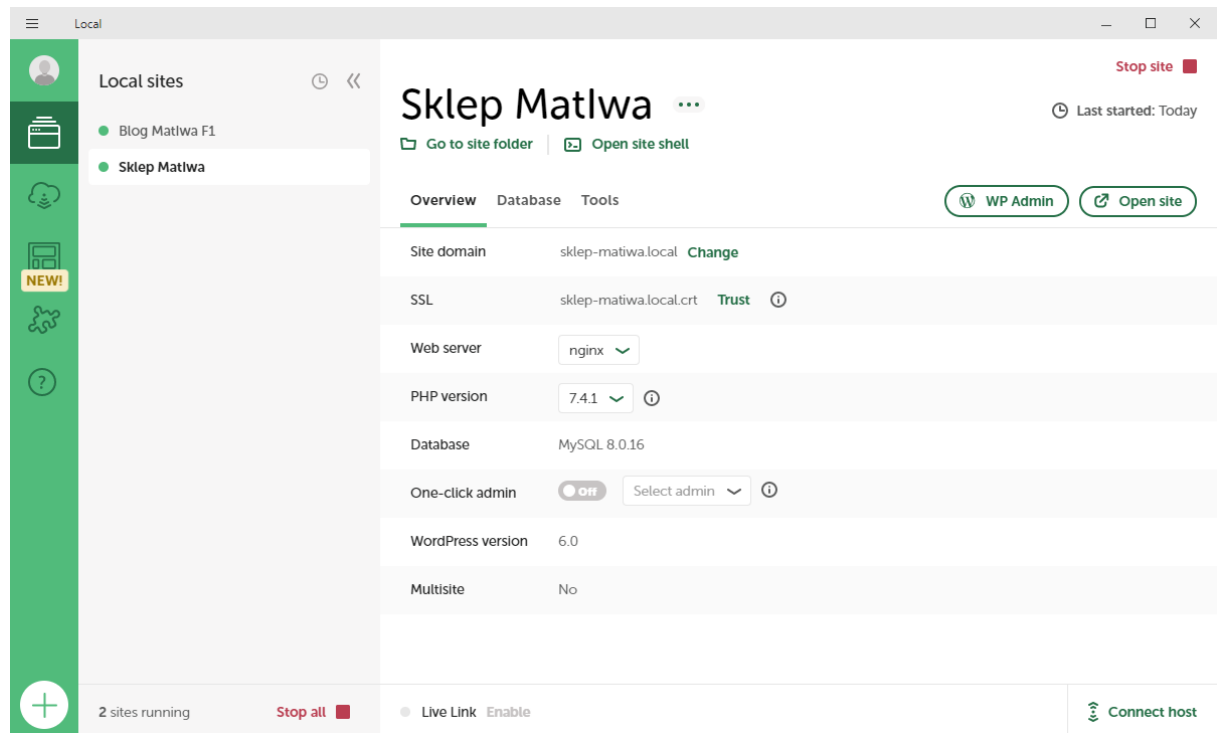 Local
Local sites
Blog MatIwa F1
Sklep MatIwa
NEW!
2 sites running Stop all
Stop site
Sklep MatIwa
Last started: Today
Go to site folder Open site shell
Overview Database Tools WP Admin Open site
Site domain sklep-matiwa.local Change
SSL sklep-matiwa.local.crt Trust
Web server nginx
PHP version 7.4.1
Database MySQL 8.0.16
One-click admin Off Select admin
WordPress version 6.0
Multisite No
Live Link Enable Connect host